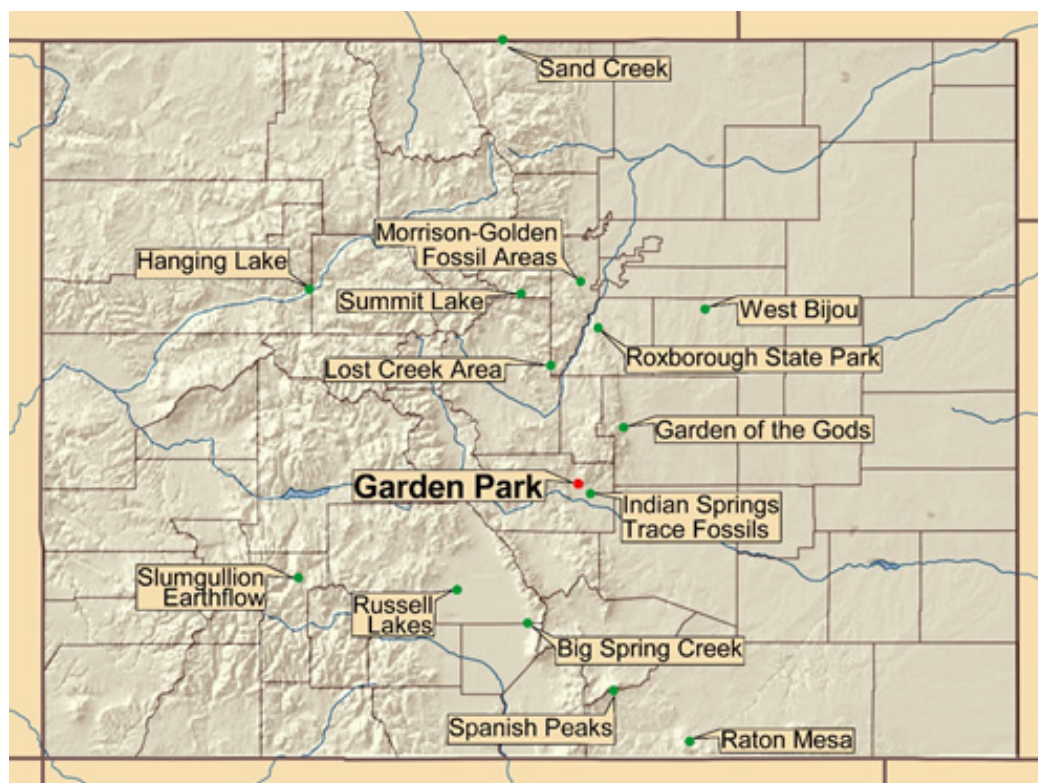 Sand Creek
Morrison-Golden
Fossil Areas
Hanging Lake
Summit Lake
West Bijou
Roxborough State Park
Lost Creek Area
Garden of the Gods
Garden Park
Indian Springs
Trace Fossils
Slumgullion
Earthflow
Russell
Lakes
Big Spring Creek
Spanish Peaks
Raton Mesa